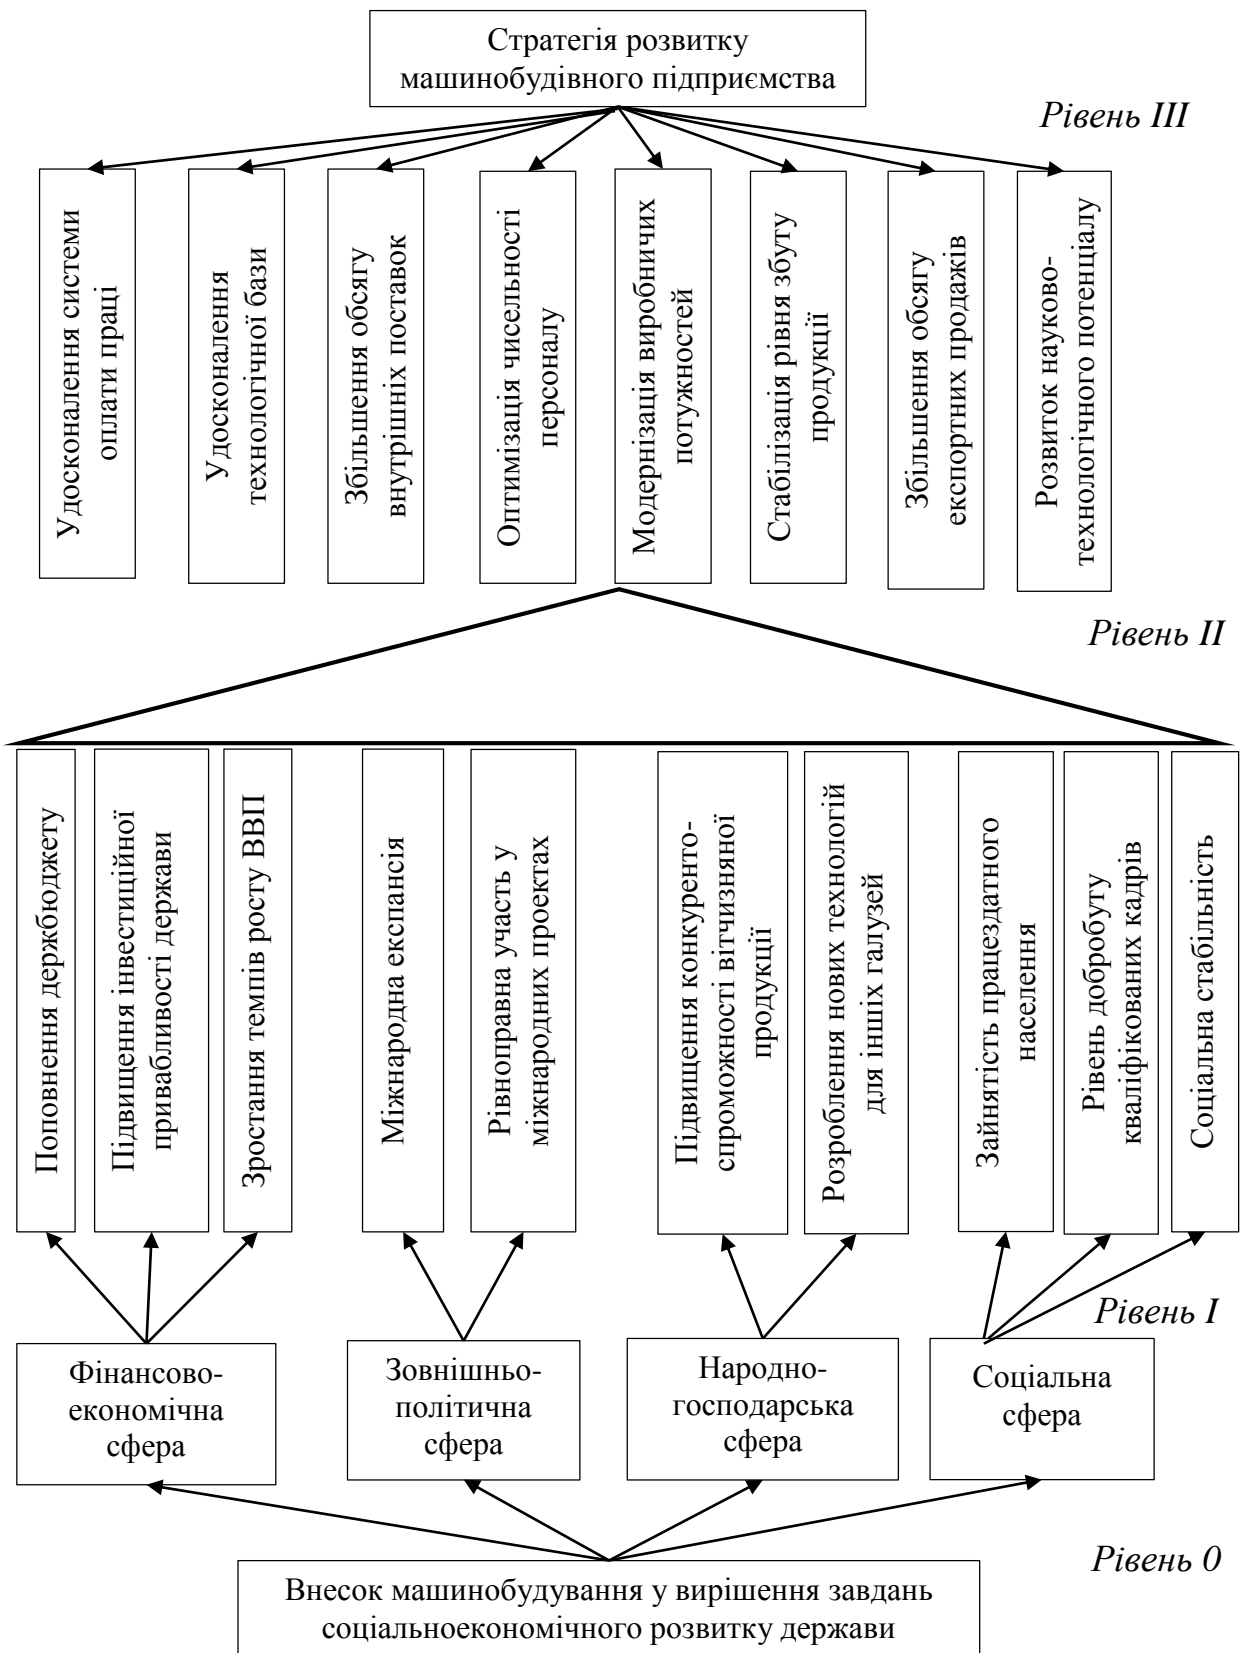 Стратегія розвитку
машинобудівного підприємства
Рівень III
Удосконалення системи
оплати праці
Удосконалення
технологічної бази
Збільшення обсягу
внутрішніх поставок
Оптимізація чисельності
персоналу
Модернізація виробничих
потужностей
Стабілізація рівня збуту
продукції
Збільшення обсягу
експортних продажів
Розвиток науково-
технологічного потенціалу
Рівень II
Поповнення держбюджету
Підвищення інвестиційної
привабливості держави
Зростання темпів росту ВВП
Міжнародна експансія
Рівноправна участь у
міжнародних проектах
Підвищення конкуренто-
спроможності вітчизняної
продукції
Розроблення нових технологій
для інших галузей
Зайнятість працездатного
населення
Рівень добробуту
кваліфікованих кадрів
Соціальна стабільність
Рівень I
Фінансово-
економічна
сфера
Зовнішньо-
політична
сфера
Народно-
господарська
сфера
Соціальна
сфера
Рівень 0
Внесок машинобудування у вирішення завдань
соціальноекономічного розвитку держави